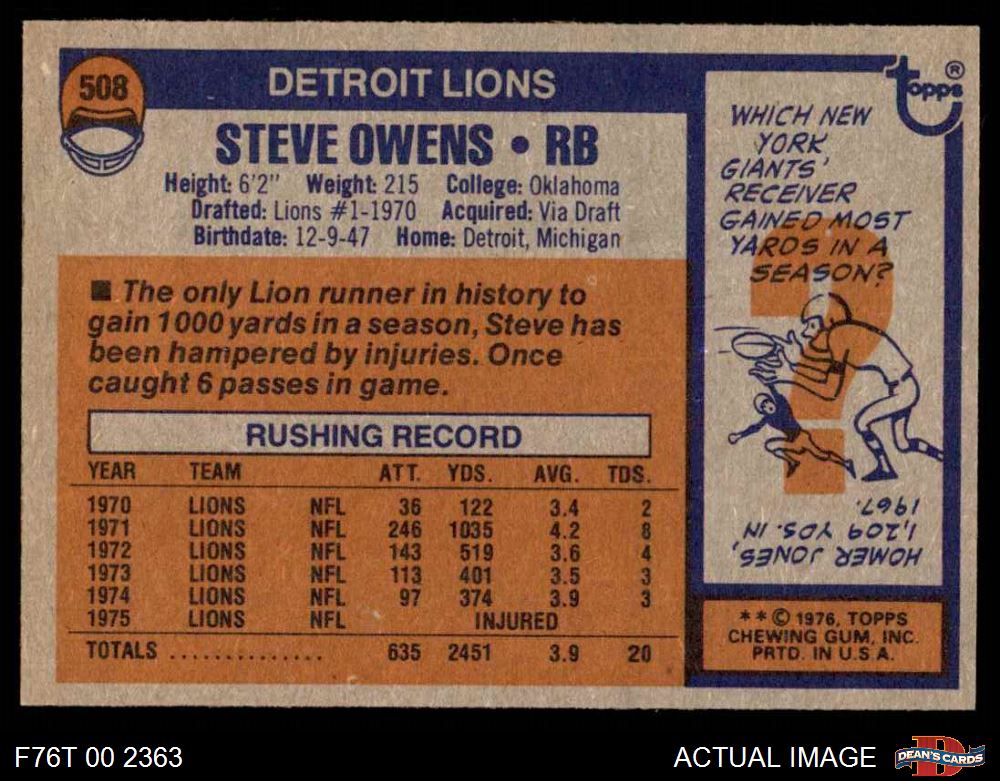 508
DETROIT LIONS
STEVE OWENS • RB
Height: 6'2" Weight: 215 College: Oklahoma
Drafted: Lions #1-1970 Acquired: Via Draft
Birthdate: 12-9-47 Home: Detroit, Michigan
■ The only Lion runner in history to
gain 1000 yards in a season, Steve has
been hampered by injuries. Once
caught 6 passes in game.
RUSHING RECORD
YEAR TEAM ATT. YDS. AVG. TDS.
1970 LIONS NFL 36 122 3.4 2
1971 LIONS NFL 246 1035 4.2 8
1972 LIONS NFL 143 519 3.6 4
1973 LIONS NFL 113 401 3.5 3
1974 LIONS NFL 97 374 3.9 3
1975 LIONS NFL INJURED
TOTALS .............. 635 2451 3.9 20
topps ®
WHICH NEW
YORK
GIANTS'
RECEIVER
GAINED MOST
YARDS IN A
SEASON?
?
HOMER JONES,
1,209 YDS. IN
1967.
* * © 1976, TOPPS
CHEWING GUM, INC.
PRTD. IN U.S.A.
F76T 00 2363
ACTUAL IMAGE
D
DEAN'S CARDS